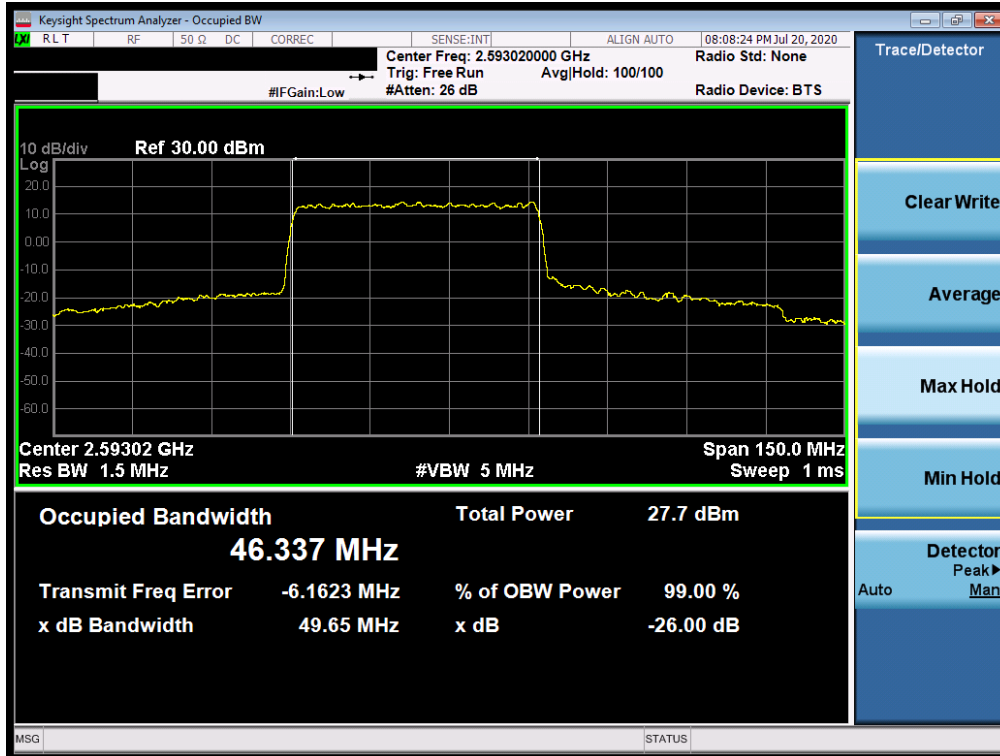 Keysight Spectrum Analyzer - Occupied BW
LXI RLT RF 50 Ω DC CORREC SENSE:INT ALIGN AUTO 08:08:24 PM Jul 20, 2020
Center Freq: 2.593020000 GHz Radio Std: None
Trig: Free Run Avg|Hold: 100/100
#IFGain:Low #Atten: 26 dB Radio Device: BTS
Trace/Detector
10 dB/div Ref 30.00 dBm
Log
20.0
10.0
0.00
-10.0
-20.0
-30.0
-40.0
-50.0
-60.0
Center 2.59302 GHz Span 150.0 MHz
Res BW 1.5 MHz #VBW 5 MHz Sweep 1 ms
Occupied Bandwidth Total Power 27.7 dBm
46.337 MHz
Transmit Freq Error -6.1623 MHz % of OBW Power 99.00 %
x dB Bandwidth 49.65 MHz x dB -26.00 dB
Clear Write
Average
Max Hold
Min Hold
Detector
Peak▶
Auto Man
MSG STATUS